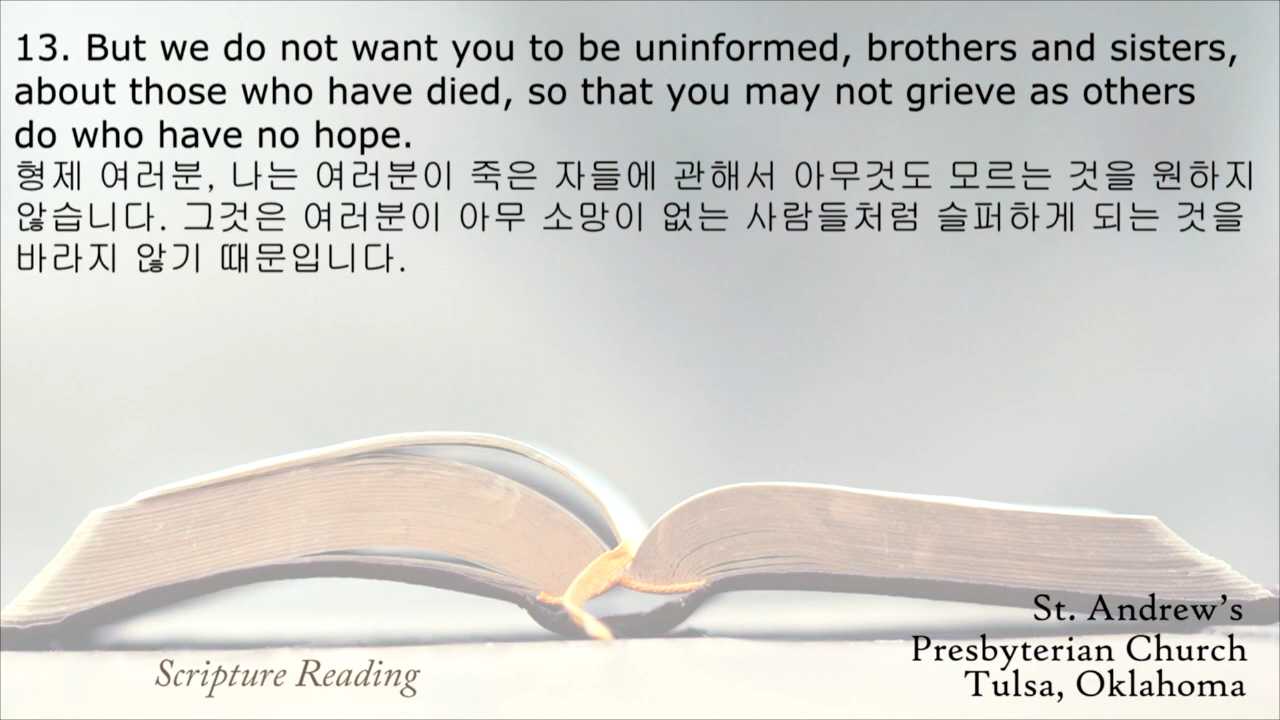 13. But we do not want you to be uninformed, brothers and sisters,
about those who have died, so that you may not grieve as others
do who have no hope.
형제 여러분, 나는 여러분이 죽은 자들에 관해서 아무것도 모르는 것을 원하지
않습니다. 그것은 여러분이 아무 소망이 없는 사람들처럼 슬퍼하게 되는 것을
바라지 않기 때문입니다.
St. Andrew’s
Presbyterian Church
Tulsa, Oklahoma
Scripture Reading